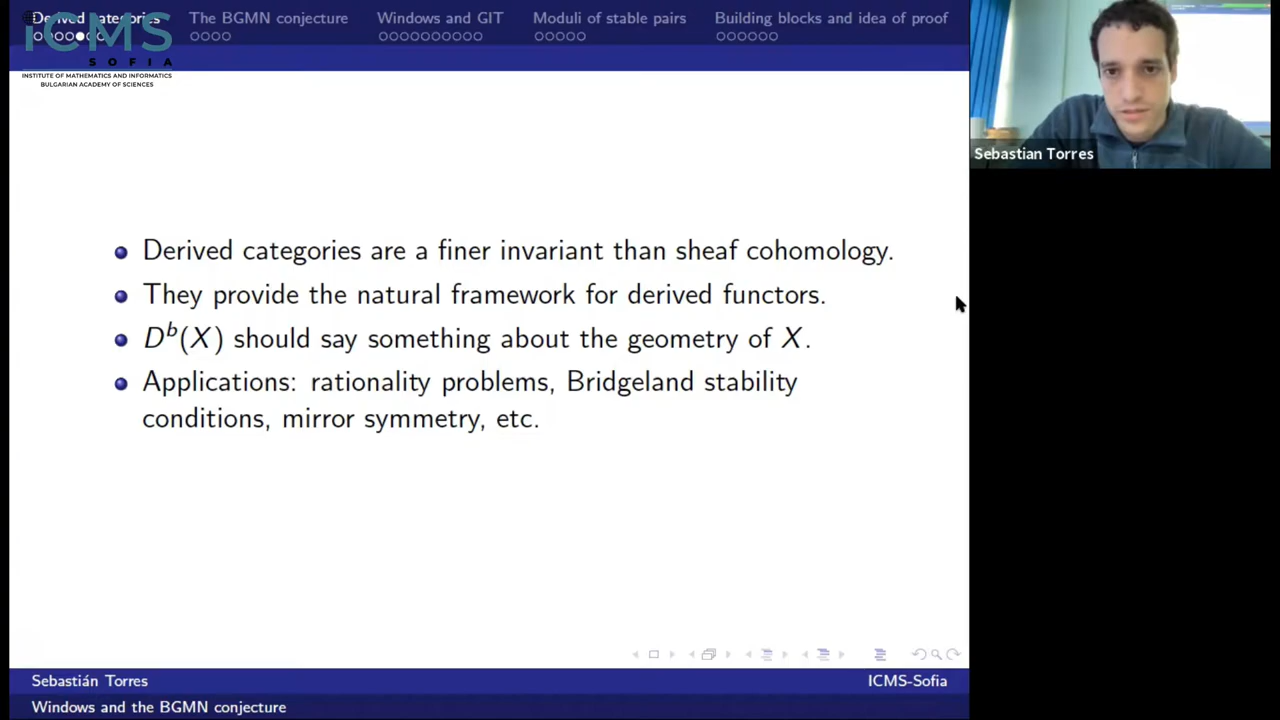 Derived categories
The BGMN conjecture
Windows and GIT
Moduli of stable pairs
Building blocks and idea of proof
ICMS
SOFIA
INSTITUTE OF MATHEMATICS AND INFORMATICS
BULGARIAN ACADEMY OF SCIENCES
Sebastian Torres
Derived categories are a finer invariant than sheaf cohomology.
They provide the natural framework for derived functors.
D^b(X) should say something about the geometry of X.
Applications: rationality problems, Bridgeland stability
conditions, mirror symmetry, etc.
Sebastián Torres
ICMS-Sofia
Windows and the BGMN conjecture